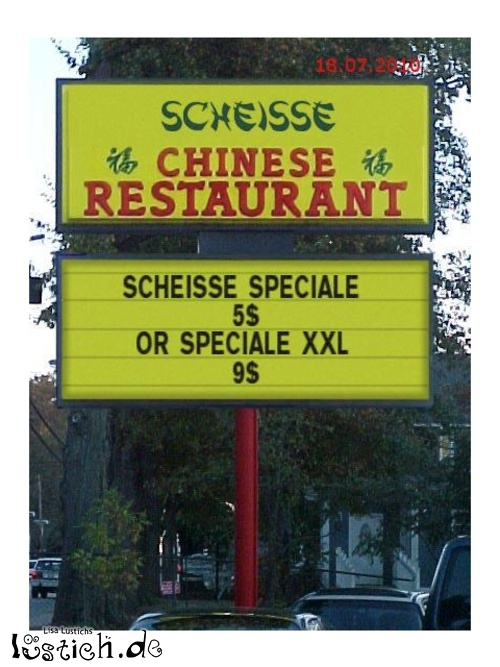 18.07.2010
SCHEISSE
福 CHINESE 福
RESTAURANT
SCHEISSE SPECIALE
5$
OR SPECIALE XXL
9$
Lisa Lustichs
lustich.de